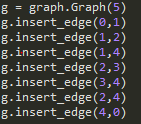 g = graph.Graph(5)
g.insert_edge(0,1)
g.insert_edge(1,2)
g.insert_edge(1,4)
g.insert_edge(2,3)
g.insert_edge(3,4)
g.insert_edge(2,4)
g.insert_edge(4,0)